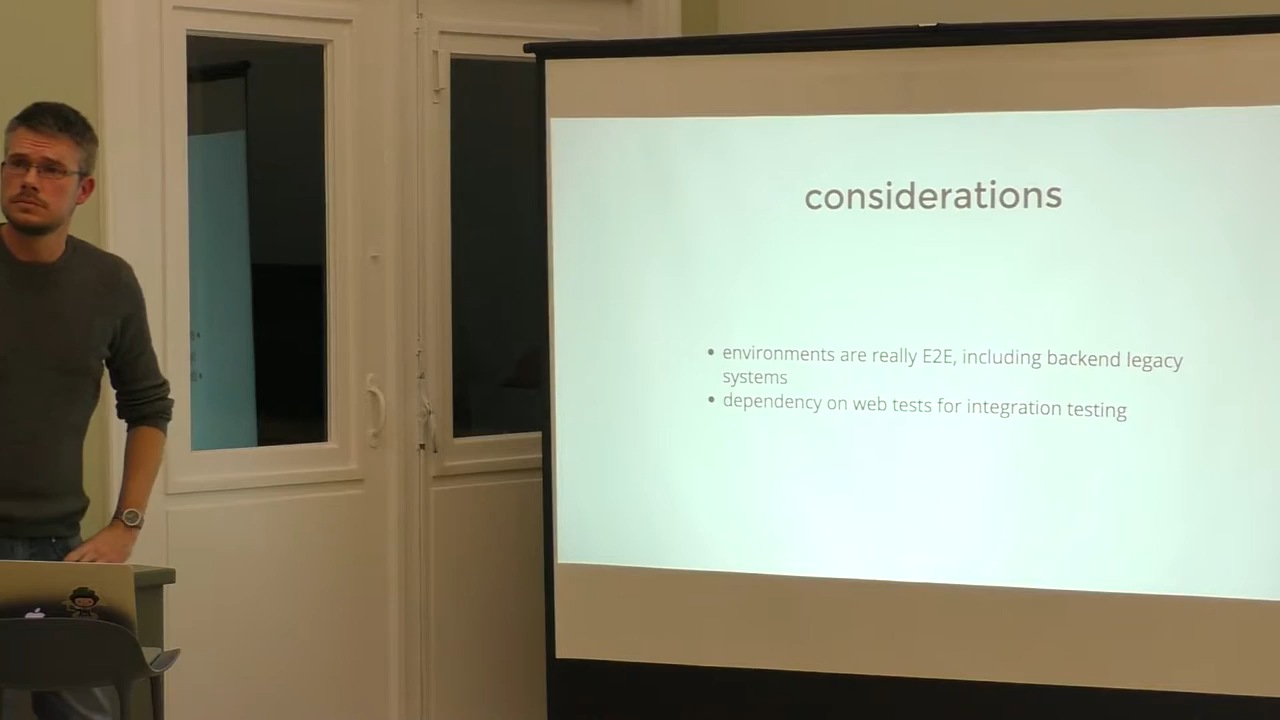 considerations
• environments are really E2E, including backend legacy
systems
• dependency on web tests for integration testing